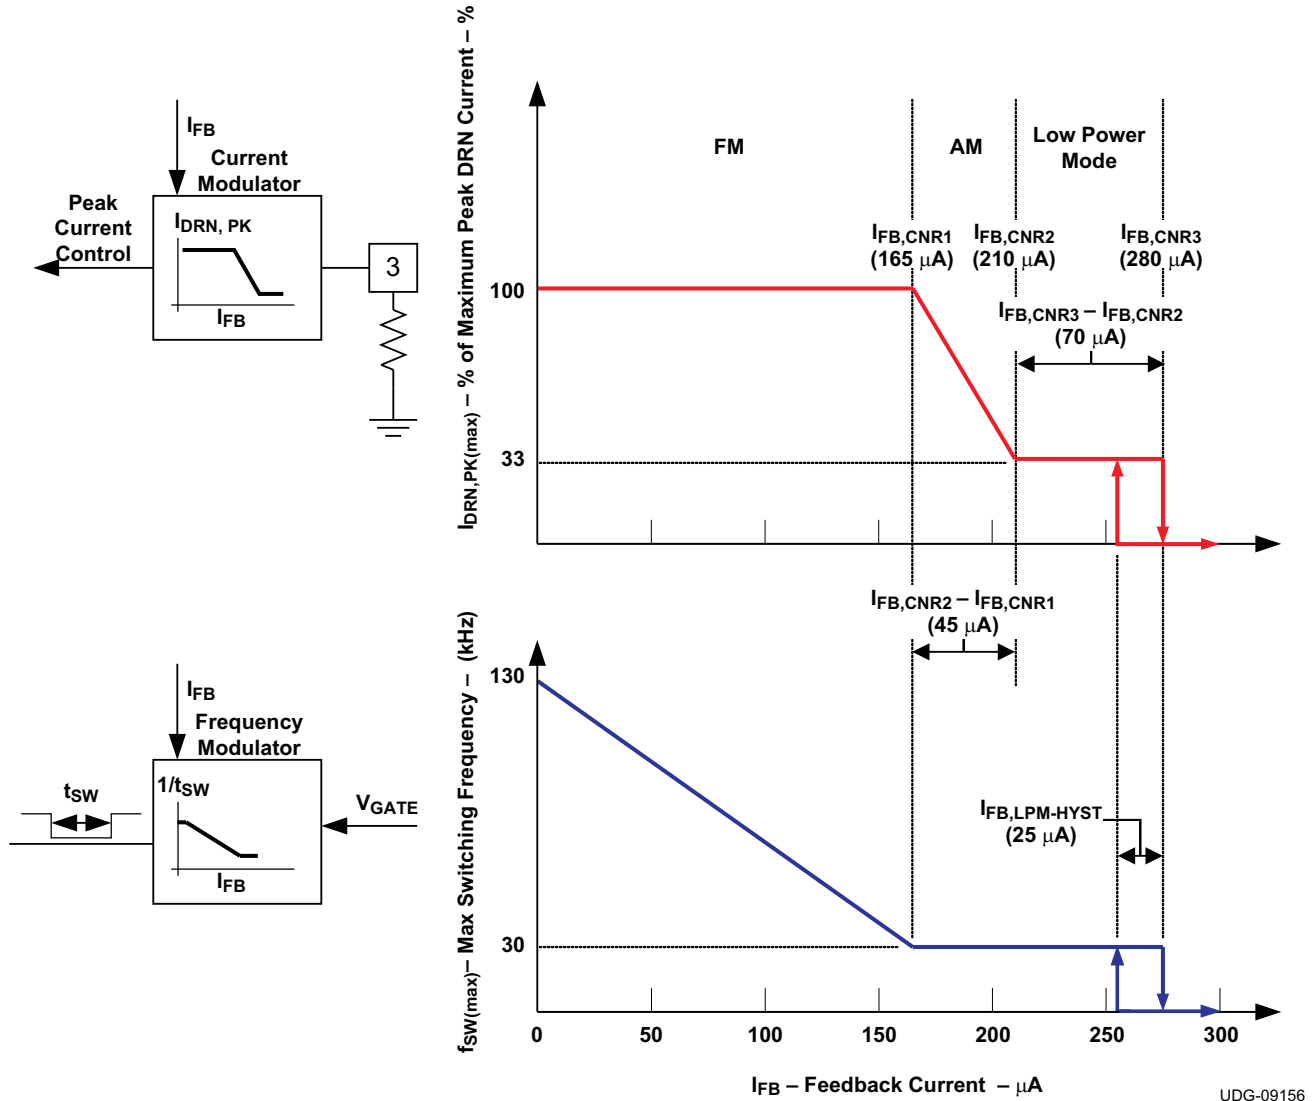 IFB
Current
Modulator
Peak
Current
Control
IDRN, PK
IFB
3
IDRN,PK(max) – % of Maximum Peak DRN Current – %
FM
AM
Low Power
Mode
IFB,CNR1
(165 μA)
IFB,CNR2
(210 μA)
IFB,CNR3
(280 μA)
100
IFB,CNR3 – IFB,CNR2
(70 μA)
33
IFB,CNR2 – IFB,CNR1
(45 μA)
IFB
Frequency
Modulator
tSW
1/tSW
VGATE
IFB
fSW(max)– Max Switching Frequency – (kHz)
130
IFB,LPM-HYST
(25 μA)
30
0 50 100 150 200 250 300
IFB – Feedback Current – μA
UDG-09156